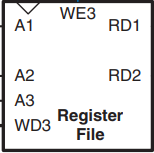 WE3
A1 RD1
A2 RD2
A3
WD3 Register
File